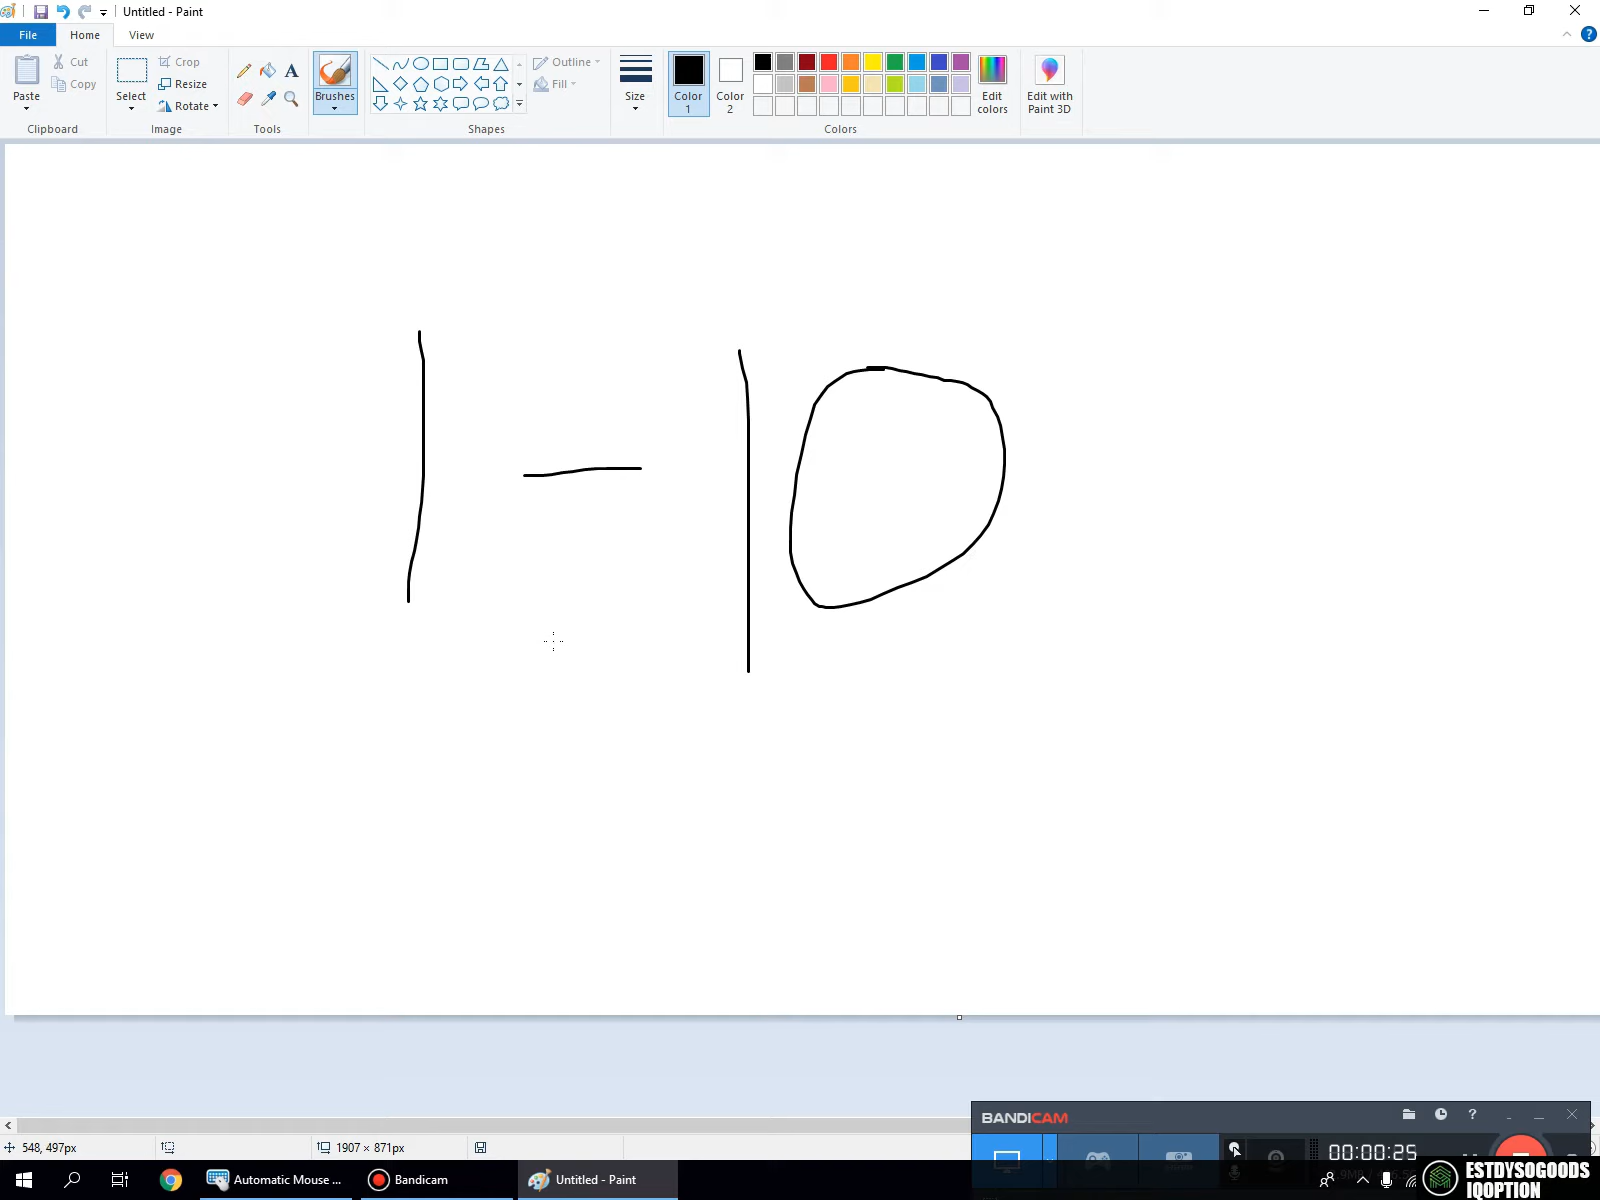 Untitled - Paint
File Home View
Paste
Cut
Copy
Clipboard
Select
Crop
Resize
Rotate
Image
Tools
Brushes
Shapes
Outline
Fill
Size
Color 1
Color 2
Colors
Edit colors
Edit with Paint 3D
1 - 10
548, 497px
1907 × 871px
BANDICAM
00:00:25
Automatic Mouse ...
Bandicam
Untitled - Paint
ESTDYSOGOODS
IQOPTION